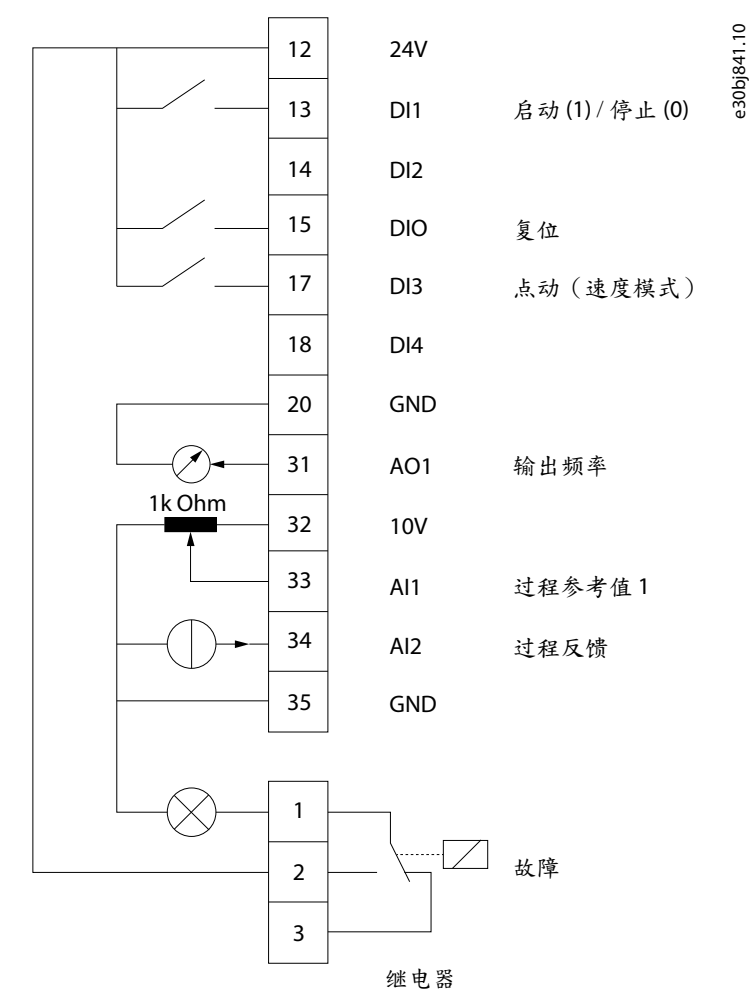 12 24V
13 DI1 启动 (1) / 停止 (0)
14 DI2
15 DIO 复位
17 DI3 点动（速度模式）
18 DI4
20 GND
31 AO1 输出频率
1k Ohm
32 10V
33 AI1 过程参考值 1
34 AI2 过程反馈
35 GND
1
2 故障
3
继电器
e30bj841.10